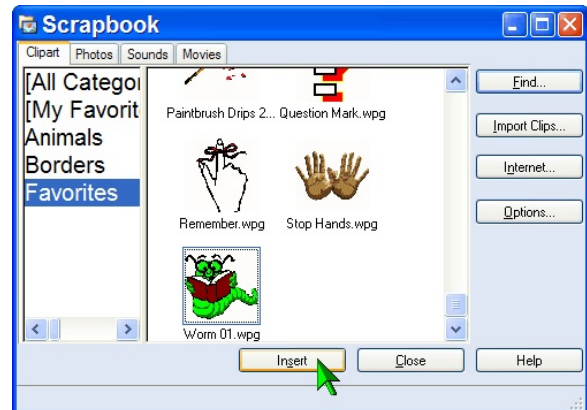 Scrapbook
Clipart Photos Sounds Movies
[All Categor
[My Favorit
Animals
Borders
Favorites
Paintbrush Drips 2... Question Mark.wpg
Remember.wpg Stop Hands.wpg
Worm 01.wpg
Find...
Import Clips...
Internet...
Options...
Insert Close Help